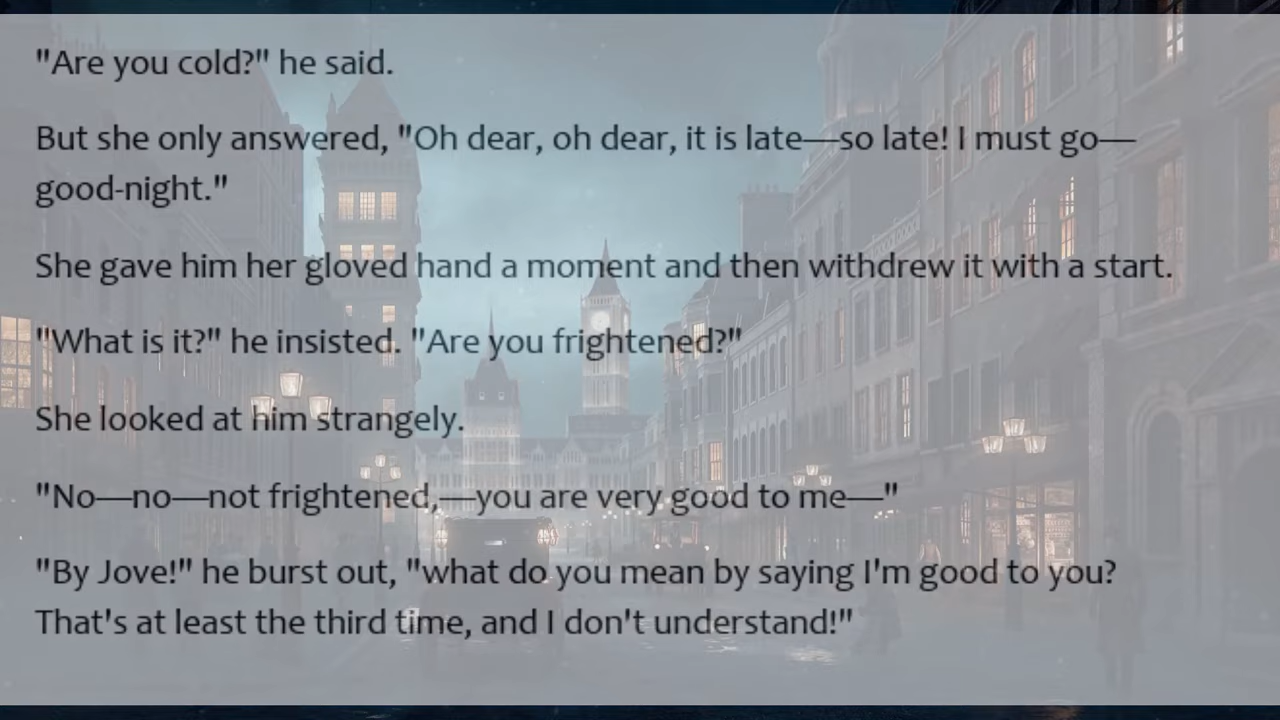 "Are you cold?" he said.
But she only answered, "Oh dear, oh dear, it is late—so late! I must go—
good-night."
She gave him her gloved hand a moment and then withdrew it with a start.
"What is it?" he insisted. "Are you frightened?"
She looked at him strangely.
"No—no—not frightened,—you are very good to me—"
"By Jove!" he burst out, "what do you mean by saying I'm good to you?
That's at least the third time, and I don't understand!"